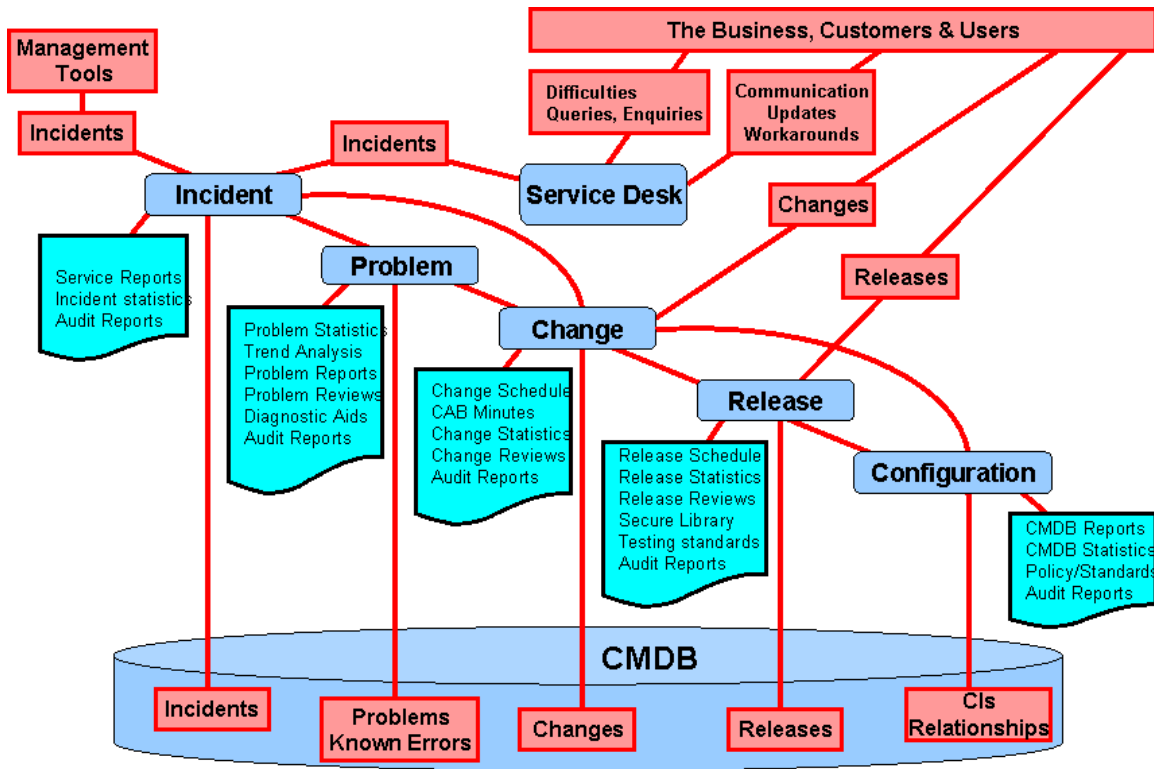 The Business, Customers & Users
Management
Tools
Incidents
Incidents
Difficulties
Queries, Enquiries
Communication
Updates
Workarounds
Incident
Service Desk
Changes
Releases
Service Reports
Incident statistics
Audit Reports
Problem
Problem Statistics
Trend Analysis
Problem Reports
Problem Reviews
Diagnostic Aids
Audit Reports
Change
Change Schedule
CAB Minutes
Change Statistics
Change Reviews
Audit Reports
Release
Release Schedule
Release Statistics
Release Reviews
Secure Library
Testing standards
Audit Reports
Configuration
CMDB Reports
CMDB Statistics
Policy/Standards
Audit Reports
CMDB
Incidents
Problems
Known Errors
Changes
Releases
CIs
Relationships